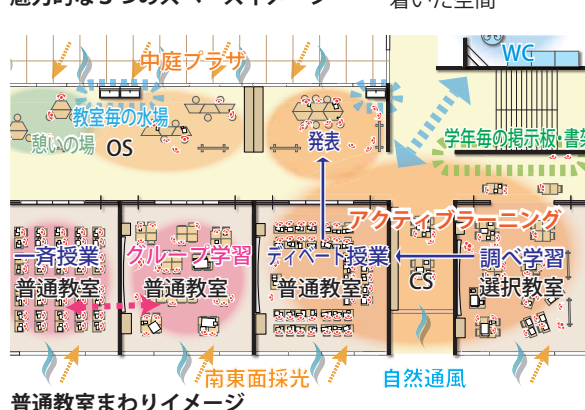 着いた空間
中庭プラザ
WC
教室毎の水場
憩いの場
OS
発表
学年毎の掲示板・書架
アクティブラーニング
一斉授業
グループ学習
ディベート授業
調べ学習
普通教室
普通教室
普通教室
CS
選択教室
南東面採光
自然通風
普通教室まわりイメージ